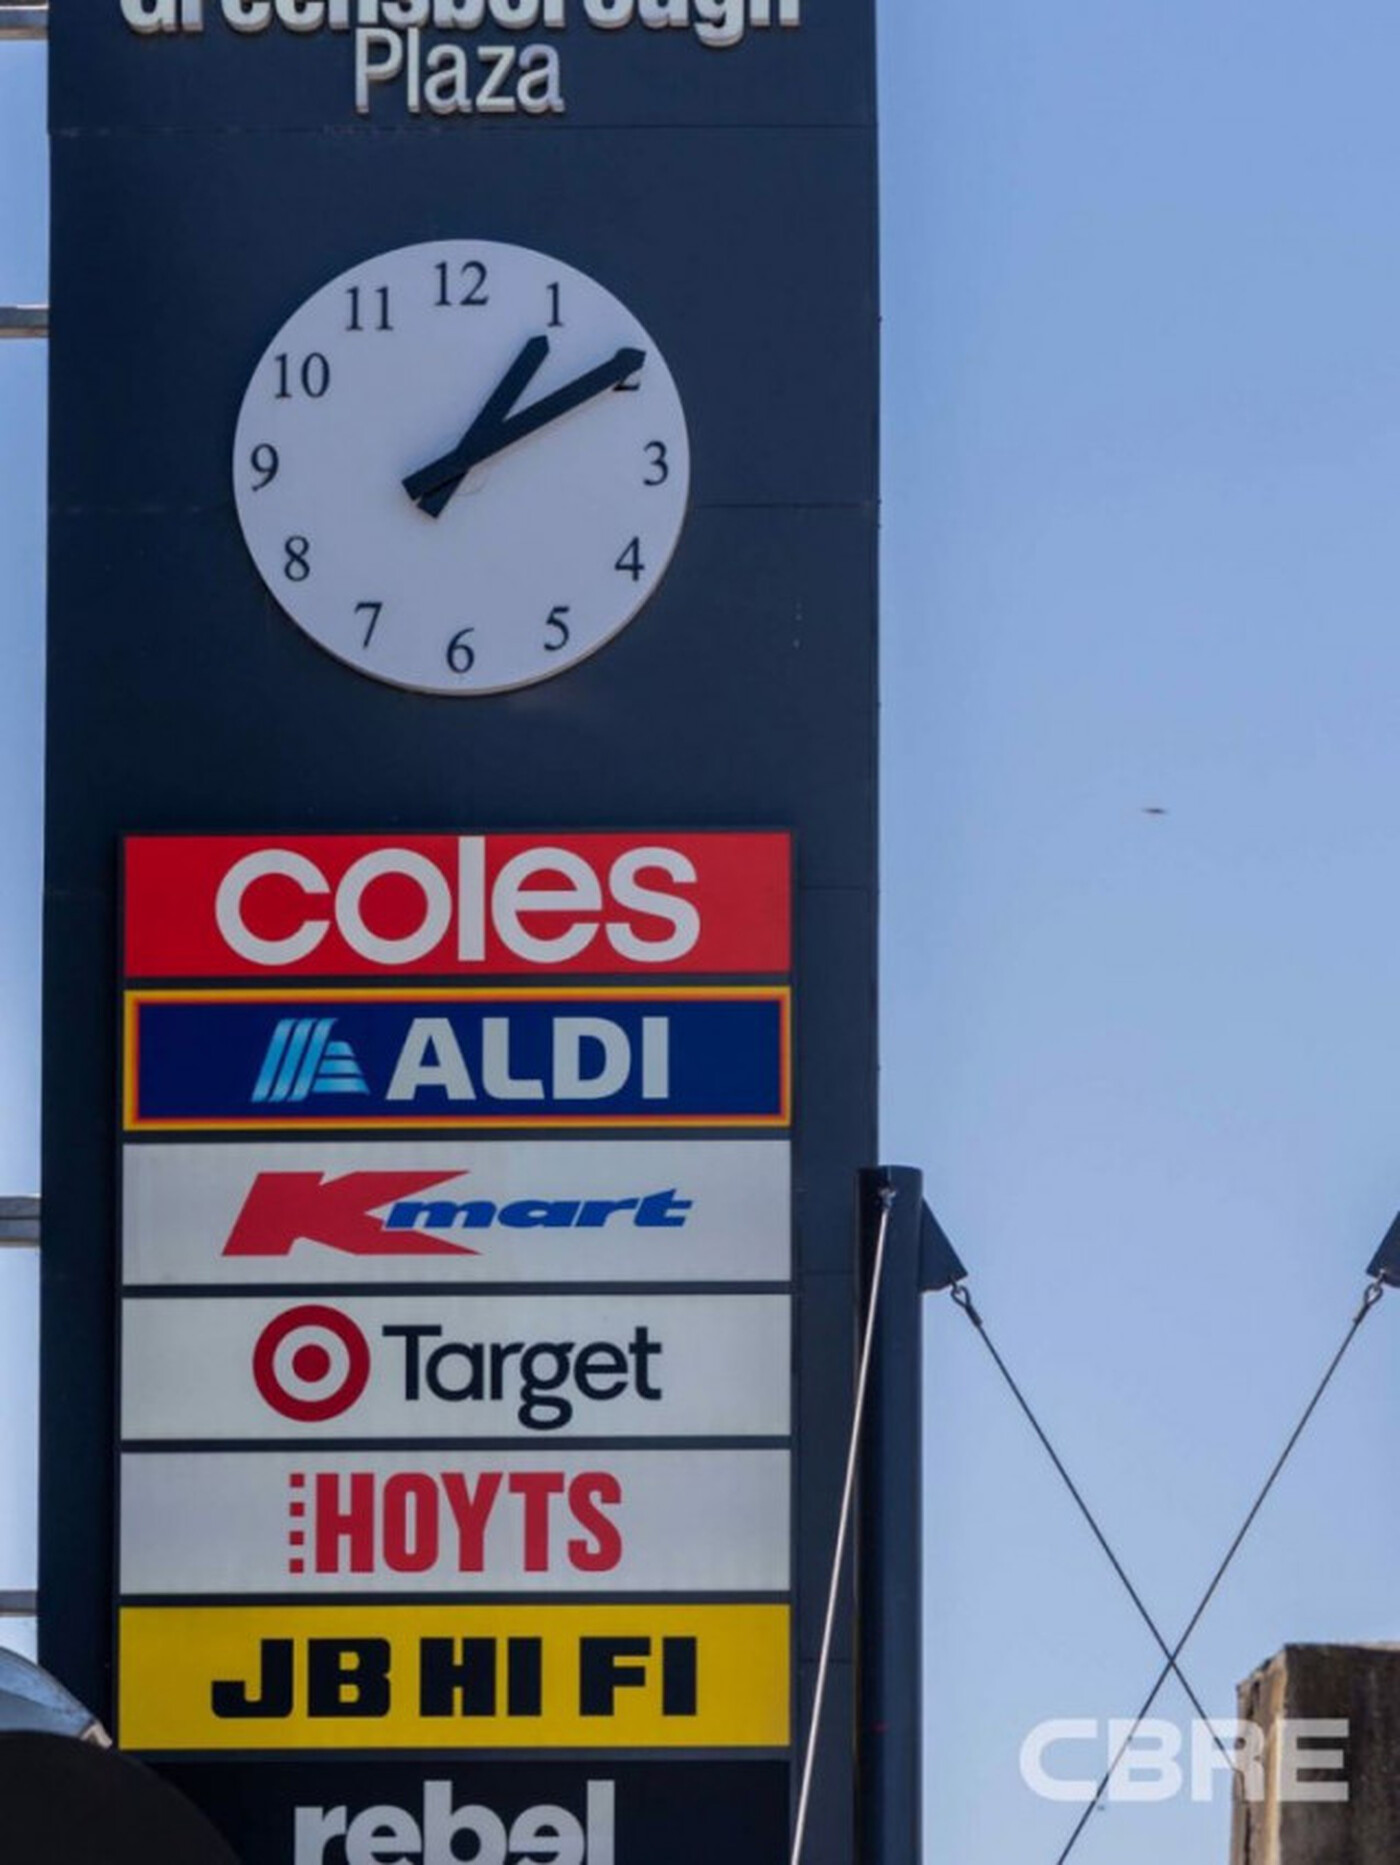 Greensborough
Plaza
12
11
1
10
2
9
3
8
4
7
5
6
coles
ALDI
Kmart
Target
HOYTS
JB HI FI
CBRE
rebel